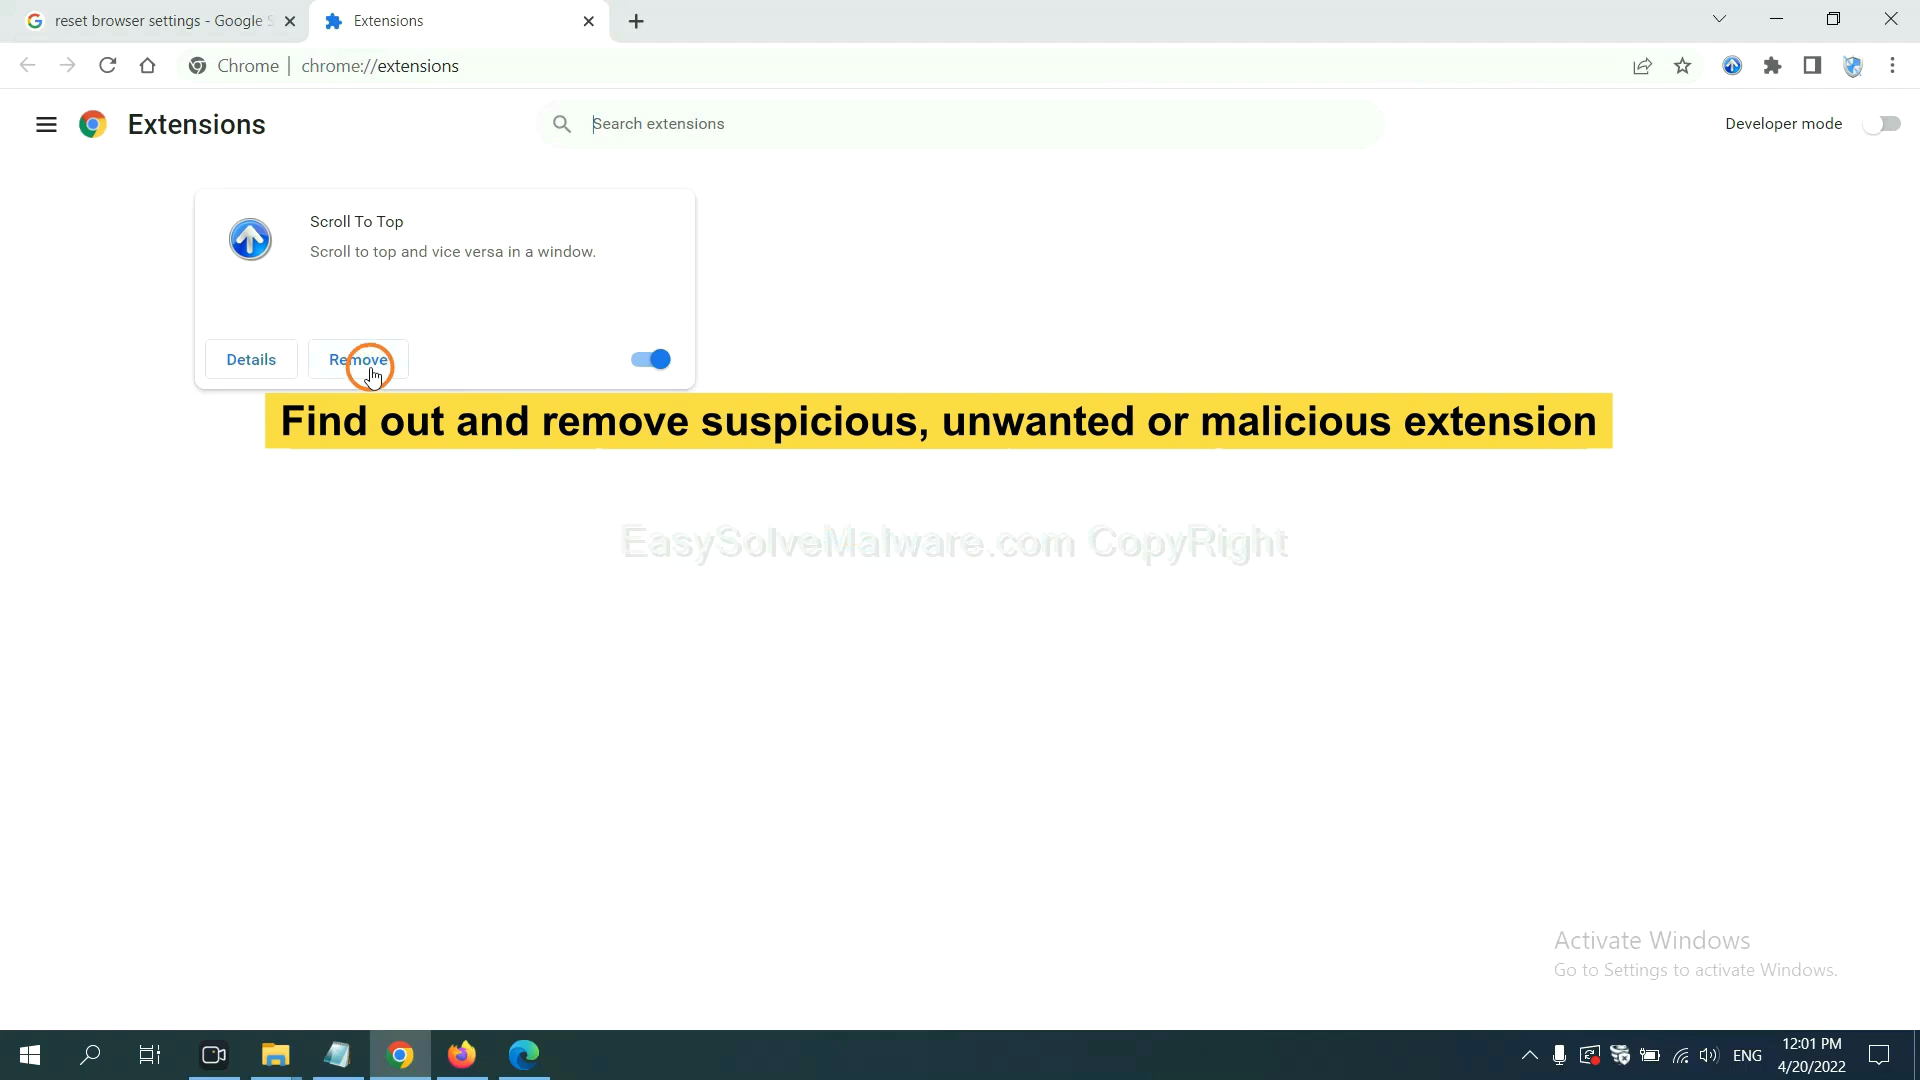 reset browser settings - Google
Extensions
Chrome
chrome://extensions
Extensions
Search extensions
Developer mode
Scroll To Top
Scroll to top and vice versa in a window.
Details
Remove
Find out and remove suspicious, unwanted or malicious extension
EasySolveMalware.com CopyRight
Activate Windows
Go to Settings to activate Windows.
ENG
12:01 PM
4/20/2022